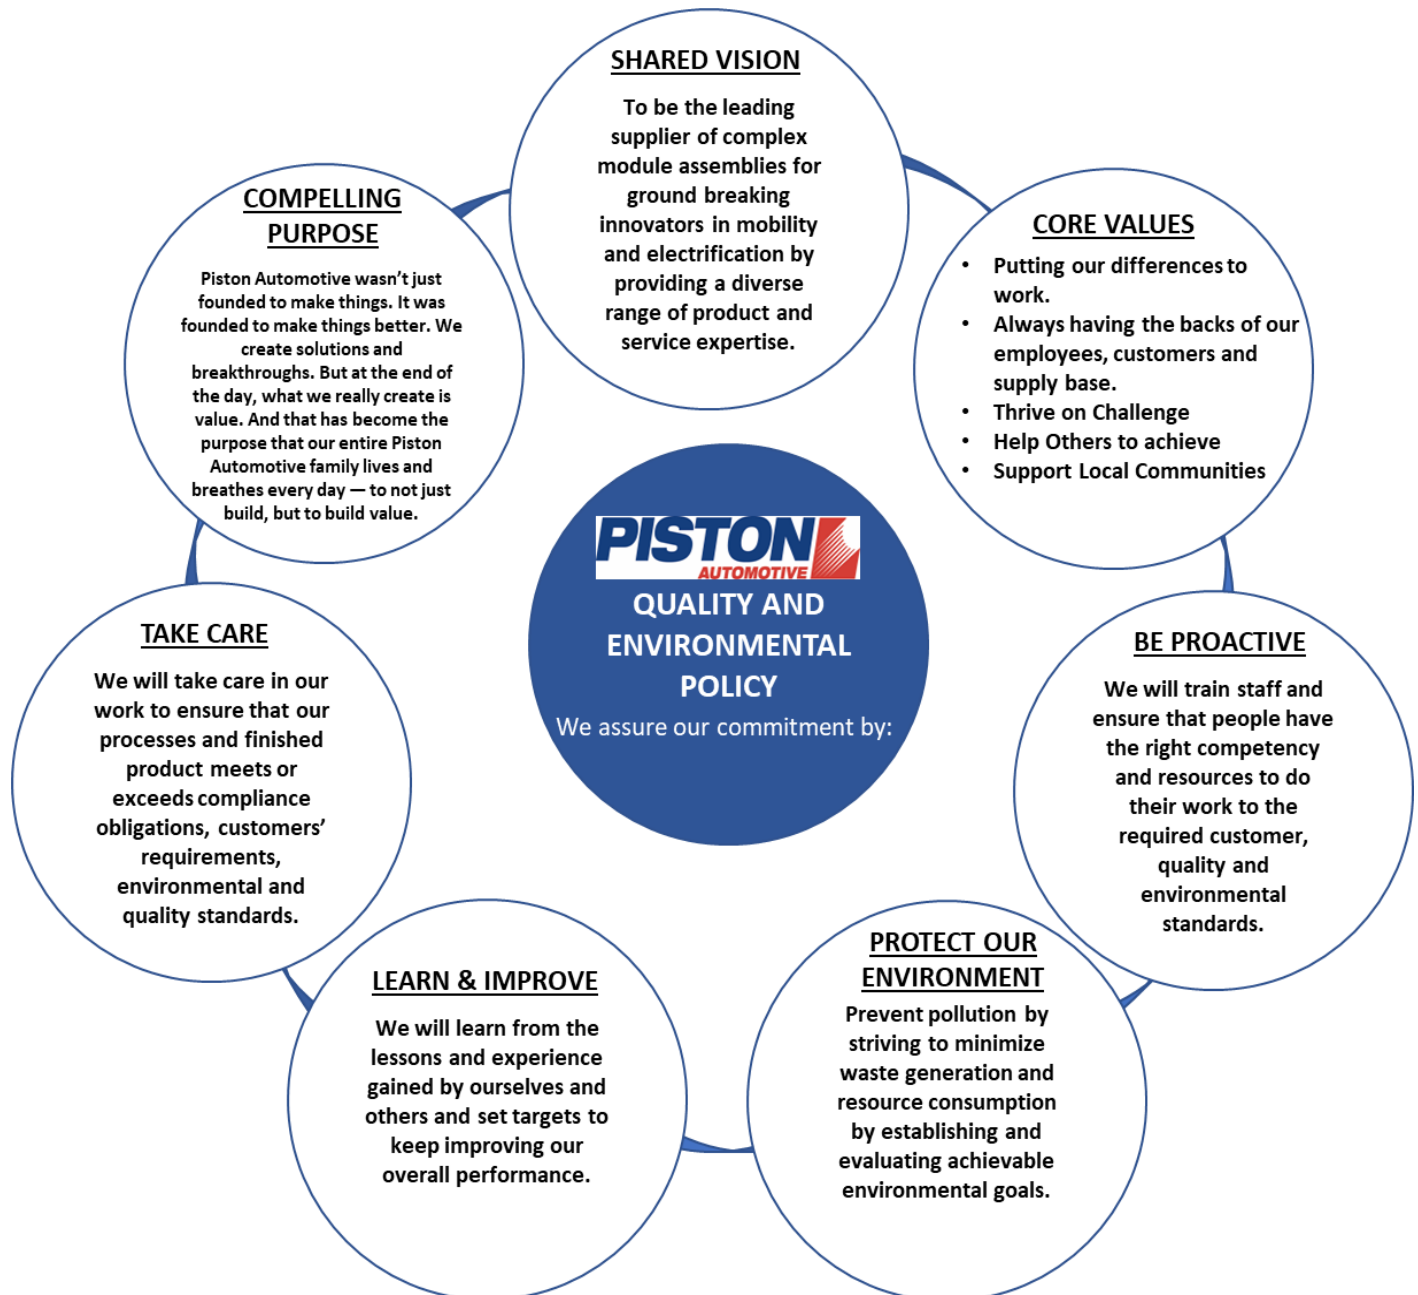 SHARED VISION
To be the leading
supplier of complex
module assemblies for
ground breaking
innovators in mobility
and electrification by
providing a diverse
range of product and
service expertise.
CORE VALUES
• Putting our differences to
work.
• Always having the backs of our
employees, customers and
supply base.
• Thrive on Challenge
• Help Others to achieve
• Support Local Communities
BE PROACTIVE
We will train staff and
ensure that people have
the right competency
and resources to do
their work to the
required customer,
quality and
environmental
standards.
PROTECT OUR
ENVIRONMENT
Prevent pollution by
striving to minimize
waste generation and
resource consumption
by establishing and
evaluating achievable
environmental goals.
LEARN & IMPROVE
We will learn from the
lessons and experience
gained by ourselves and
others and set targets to
keep improving our
overall performance.
TAKE CARE
We will take care in our
work to ensure that our
processes and finished
product meets or
exceeds compliance
obligations, customers’
requirements,
environmental and
quality standards.
COMPELLING
PURPOSE
Piston Automotive wasn’t just
founded to make things. It was
founded to make things better. We
create solutions and
breakthroughs. But at the end of
the day, what we really create is
value. And that has become the
purpose that our entire Piston
Automotive family lives and
breathes every day — to not just
build, but to build value.
PISTON
AUTOMOTIVE
QUALITY AND
ENVIRONMENTAL
POLICY
We assure our commitment by: